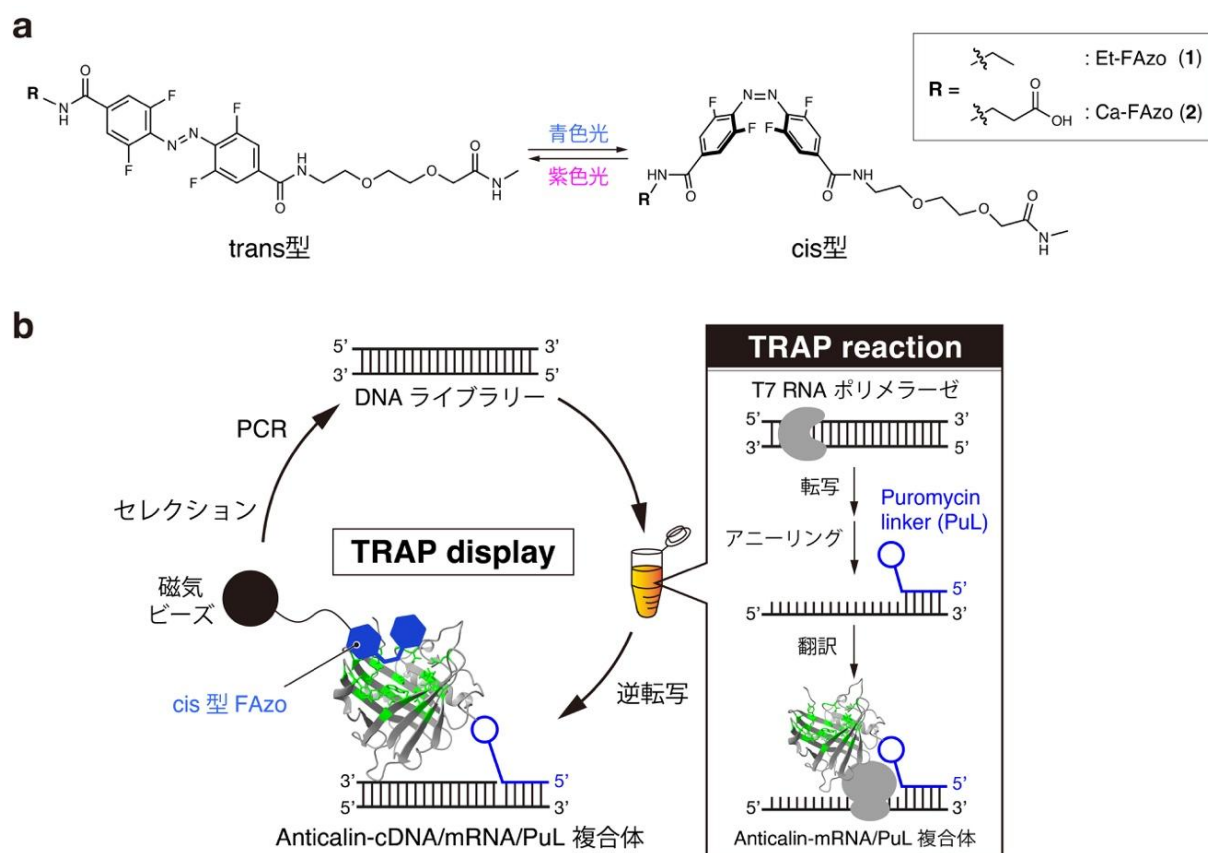 a
R
N
H
O
F
F
N=N
F
F
O
H
N
O
O
O
N
H
trans型
青色光
紫色光
F
N=N
F
F
F
HN
R
O
O
NH
O
O
O
N
H
cis型
R =
: Et-FAzo (1)
O
OH
: Ca-FAzo (2)
b
5’ 3’
3’ 5’
DNA ライブラリー
PCR
セレクション
TRAP display
磁気
ビーズ
cis 型 FAzo
逆転写
3’ 5’
5’ 3’
Anticalin-cDNA/mRNA/PuL 複合体
TRAP reaction
T7 RNA ポリメラーゼ
5’ 3’
3’ 5’
転写
Puromycin
linker (PuL)
アニーリング
5’
5’ 3’
翻訳
5’
5’ 3’
Anticalin-mRNA/PuL 複合体